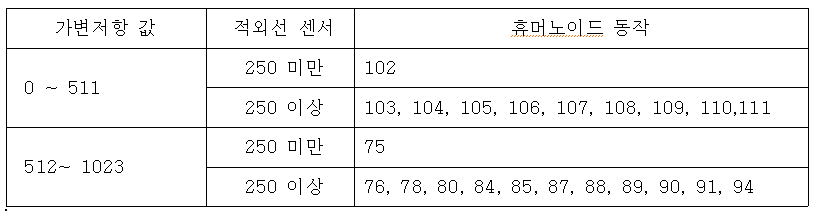 가변저항 값 적외선 센서 휴머노이드 동작
0 ~ 511
250 미만 102
250 이상 103, 104, 105, 106, 107, 108, 109, 110,111
512~ 1023
250 미만 75
250 이상 76, 78, 80, 84, 85, 87, 88, 89, 90, 91, 94